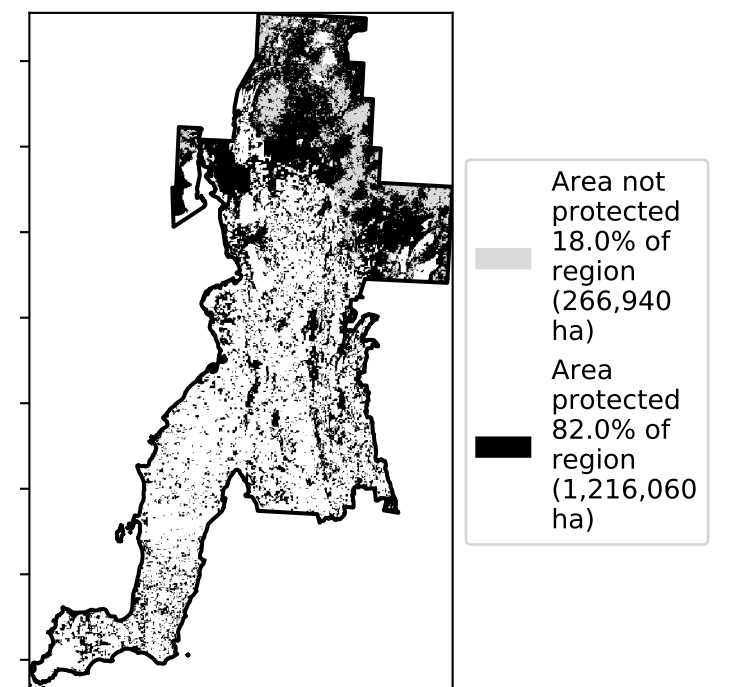 Area not
protected
18.0% of
region
(266,940
ha)
Area
protected
82.0% of
region
(1,216,060
ha)